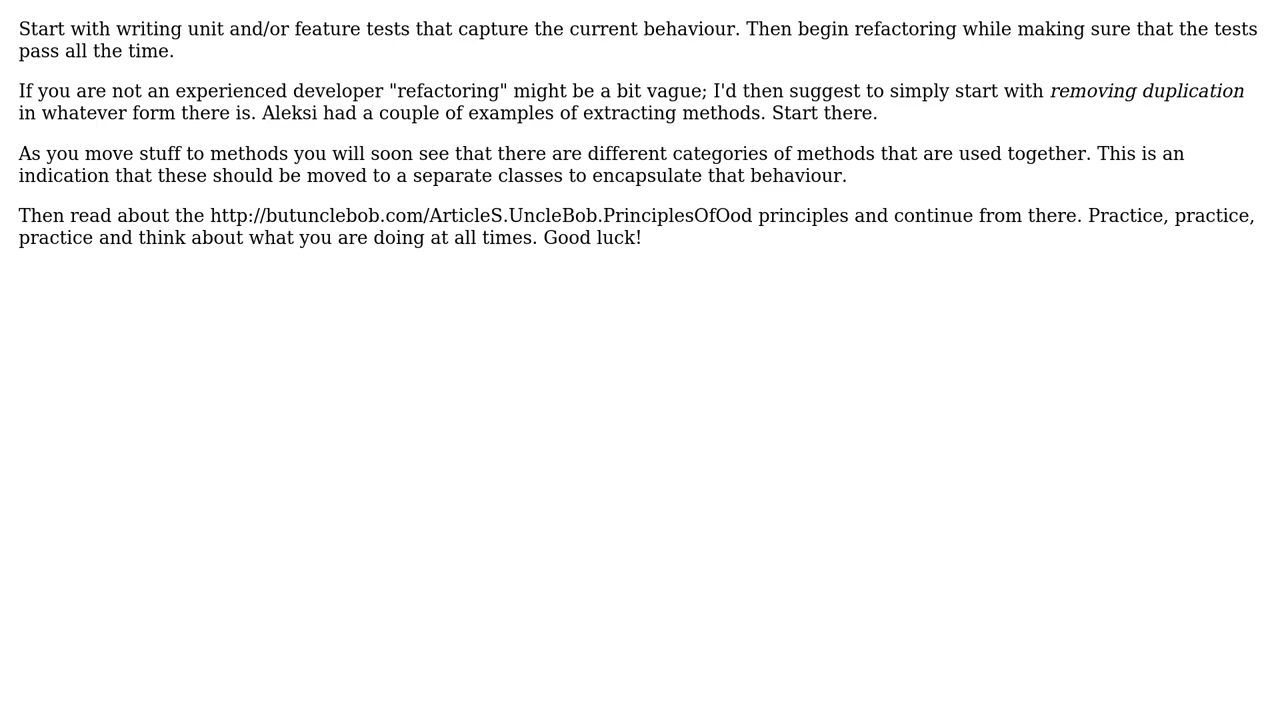 Start with writing unit and/or feature tests that capture the current behaviour. Then begin refactoring while making sure that the tests
pass all the time.
If you are not an experienced developer "refactoring" might be a bit vague; I'd then suggest to simply start with removing duplication
in whatever form there is. Aleksi had a couple of examples of extracting methods. Start there.
As you move stuff to methods you will soon see that there are different categories of methods that are used together. This is an
indication that these should be moved to a separate classes to encapsulate that behaviour.
Then read about the http://butunclebob.com/ArticleS.UncleBob.PrinciplesOfOod principles and continue from there. Practice, practice,
practice and think about what you are doing at all times. Good luck!